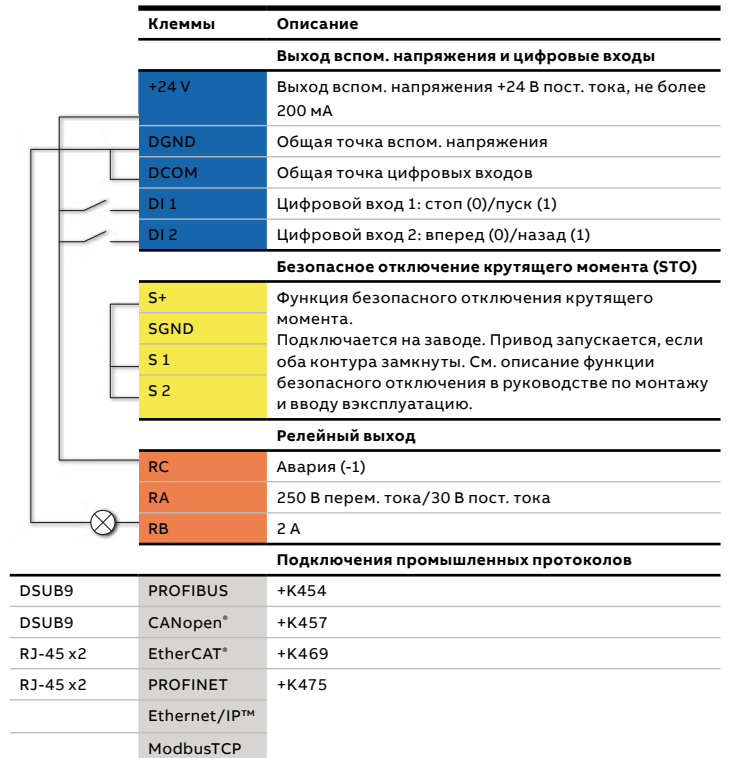 Клеммы Описание
Выход вспом. напряжения и цифровые входы
+24 V Выход вспом. напряжения +24 В пост. тока, не более
200 мА
DGND Общая точка вспом. напряжения
DCOM Общая точка цифровых входов
DI 1 Цифровой вход 1: стоп (0)/пуск (1)
DI 2 Цифровой вход 2: вперед (0)/назад (1)
Безопасное отключение крутящего момента (STO)
S+ Функция безопасного отключения крутящего
SGND момента.
Подключается на заводе. Привод запускается, если
S 1 оба контура замкнуты. См. описание функции
S 2 безопасного отключения в руководстве по монтажу
и вводу вэксплуатацию.
Релейный выход
RC Авария (-1)
RA 250 В перем. тока/30 В пост. тока
RB 2 A
Подключения промышленных протоколов
DSUB9 PROFIBUS +K454
DSUB9 CANopen® +K457
RJ-45 x2 EtherCAT® +K469
RJ-45 x2 PROFINET +K475
Ethernet/IP™
ModbusTCP